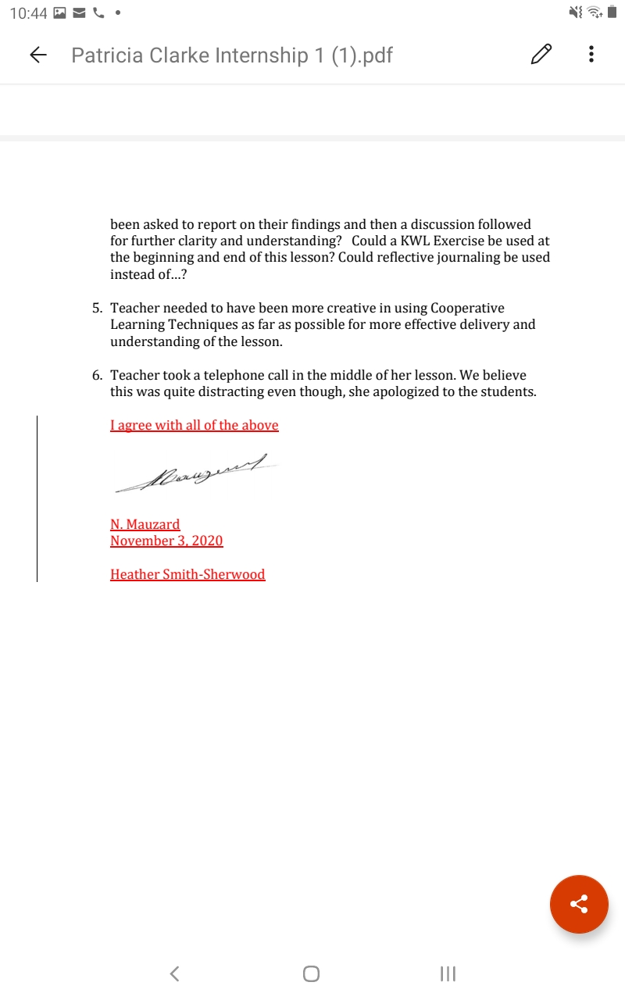 10:44
Patricia Clarke Internship 1 (1).pdf
been asked to report on their findings and then a discussion followed
for further clarity and understanding?   Could a KWL Exercise be used at
the beginning and end of this lesson? Could reflective journaling be used
instead of…?
5. Teacher needed to have been more creative in using Cooperative
Learning Techniques as far as possible for more effective delivery and
understanding of the lesson.
6. Teacher took a telephone call in the middle of her lesson. We believe
this was quite distracting even though, she apologized to the students.
I agree with all of the above
N. Mauzard
November 3, 2020
Heather Smith-Sherwood